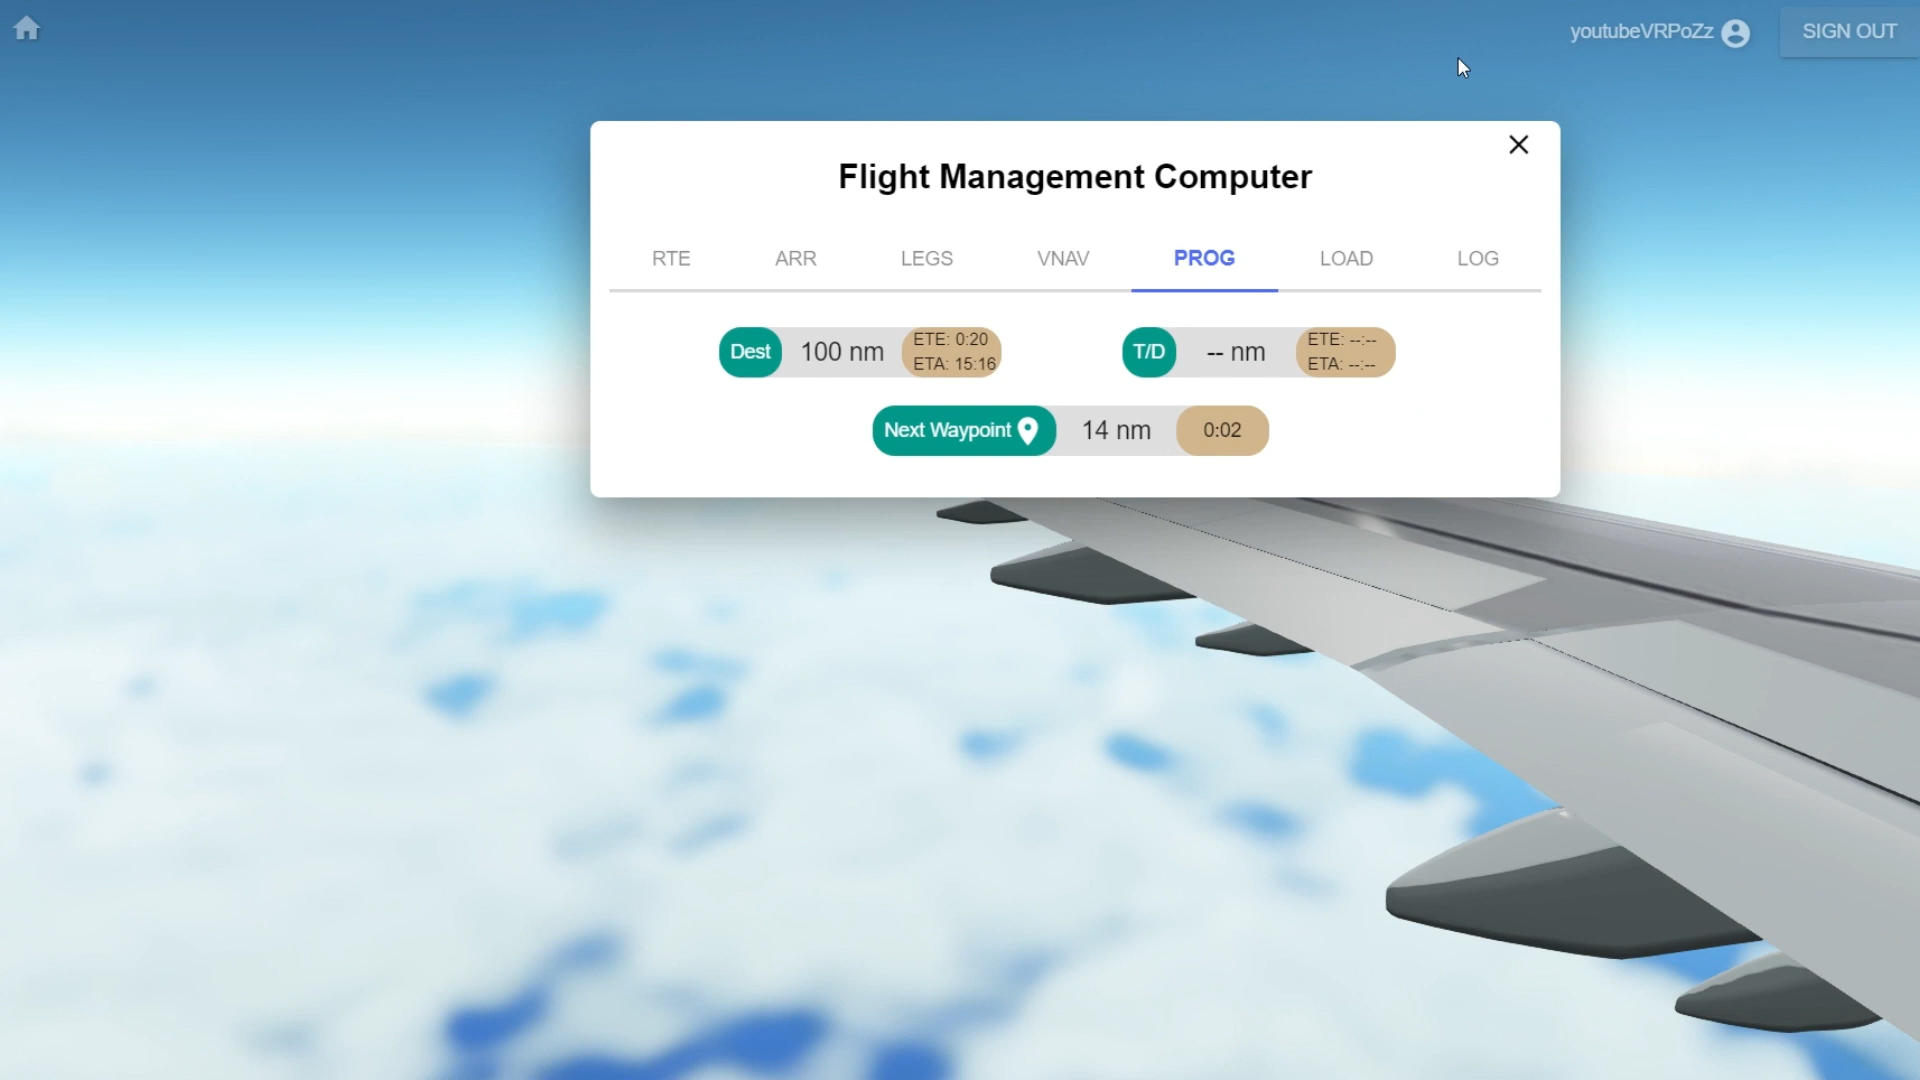 youtubeVRPoZz
SIGN OUT
Flight Management Computer
RTE ARR LEGS VNAV PROG LOAD LOG
Dest 100 nm ETE: 0:20
ETA: 15:16
T/D -- nm ETE: --:--
ETA: --:--
Next Waypoint 14 nm 0:02